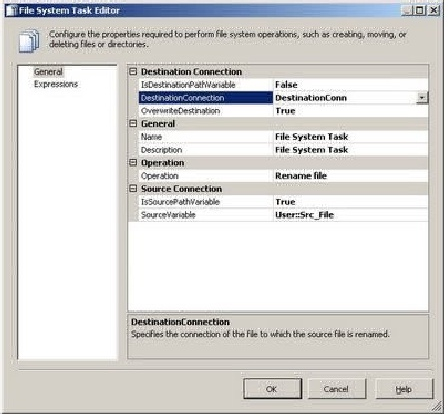 File System Task Editor
Configure the properties required to perform file system operations, such as creating, moving, or
deleting files or directories.
General
Expressions
Destination Connection
IsDestinationPathVariable False
DestinationConnection DestinationConn
OverwriteDestination True
General
Name File System Task
Description File System Task
Operation
Operation Rename file
Source Connection
IsSourcePathVariable True
SourceVariable User::Src_File
DestinationConnection
Specifies the connection of the file to which the source file is renamed.
OK Cancel Help